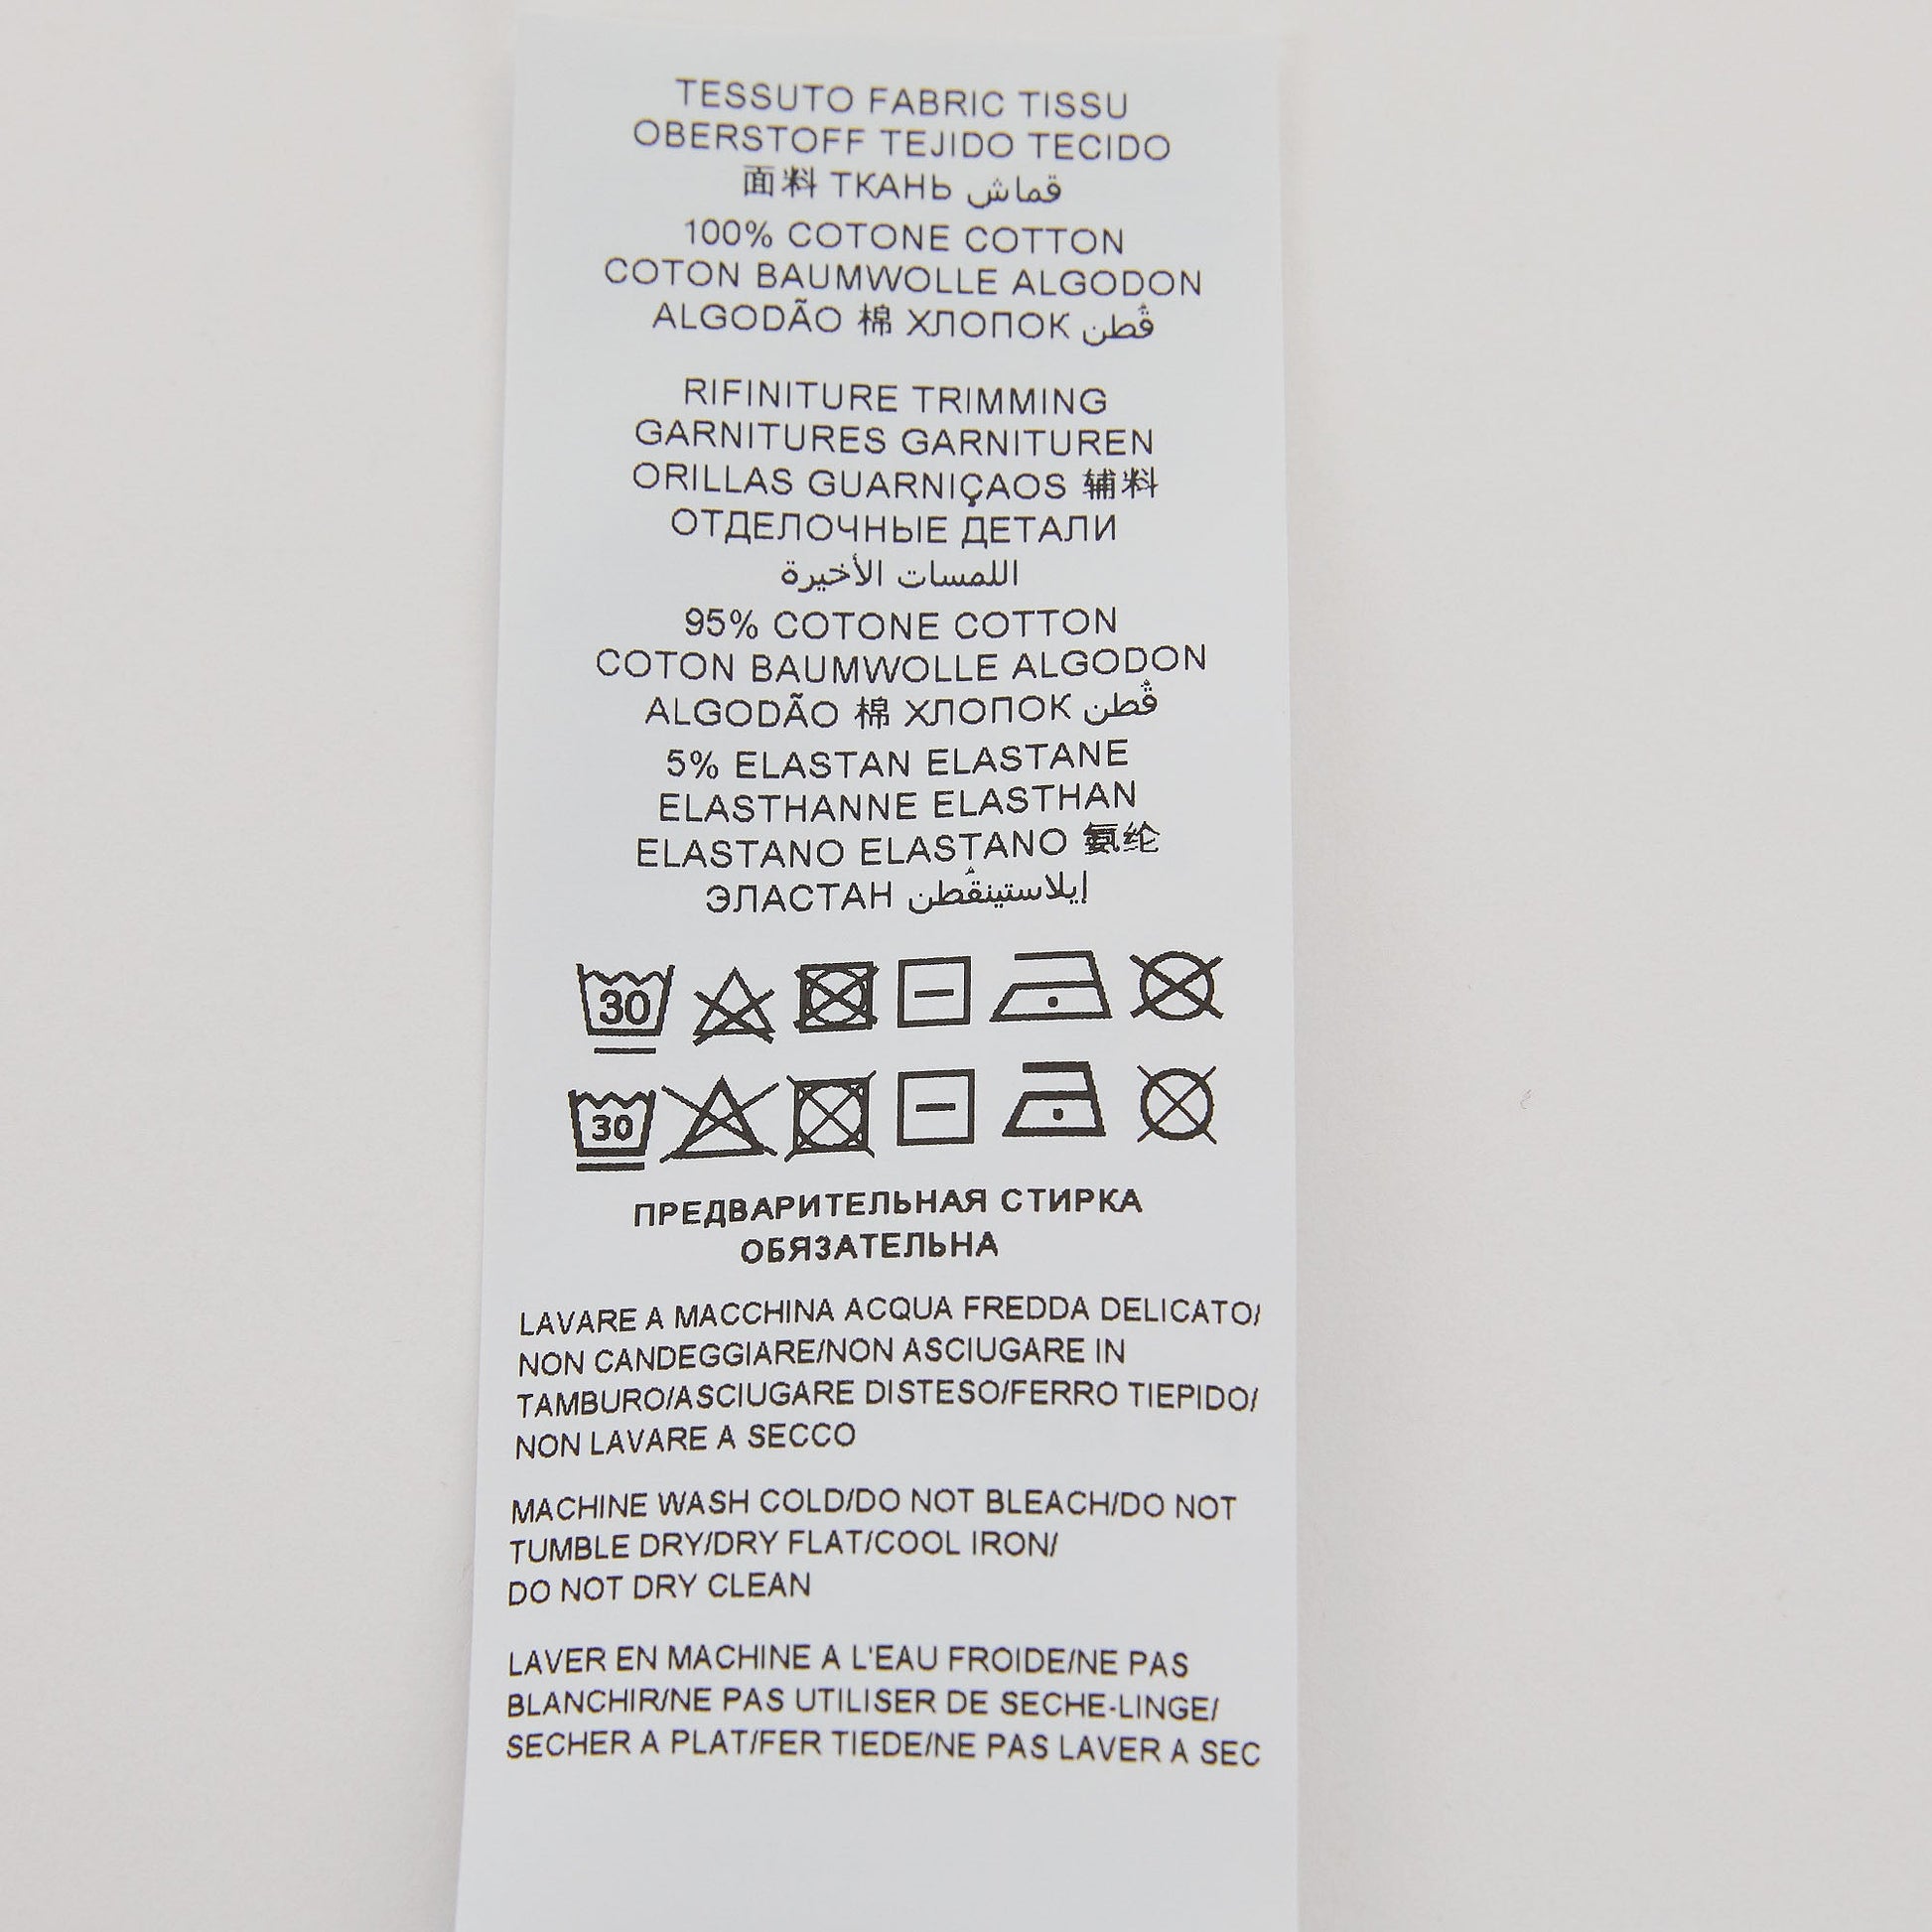 TESSUTO FABRIC TISSU
OBERSTOFF TEJIDO TECIDO
面料 ТКАНЬ قماش
100% COTONE COTTON
COTON BAUMWOLLE ALGODON
ALGODÃO 棉 ХЛОПОК قُطن
RIFINITURE TRIMMING
GARNITURES GARNITUREN
ORILLAS GUARNIÇAOS 辅料
ОТДЕЛОЧНЫЕ ДЕТАЛИ
اللمسات الأخيرة
95% COTONE COTTON
COTON BAUMWOLLE ALGODON
ALGODÃO 棉 ХЛОПОК قُطن
5% ELASTAN ELASTANE
ELASTHANNE ELASTHAN
ELASTANO ELASTANO 氨纶
ЭЛАСТАН إيلاستينقُطن
30
30
ПРЕДВАРИТЕЛЬНАЯ СТИРКА
ОБЯЗАТЕЛЬНА
LAVARE A MACCHINA ACQUA FREDDA DELICATO/
NON CANDEGGIARE/NON ASCIUGARE IN
TAMBURO/ASCIUGARE DISTESO/FERRO TIEPIDO/
NON LAVARE A SECCO
MACHINE WASH COLD/DO NOT BLEACH/DO NOT
TUMBLE DRY/DRY FLAT/COOL IRON/
DO NOT DRY CLEAN
LAVER EN MACHINE A L'EAU FROIDE/NE PAS
BLANCHIR/NE PAS UTILISER DE SECHE-LINGE/
SECHER A PLAT/FER TIEDE/NE PAS LAVER A SEC